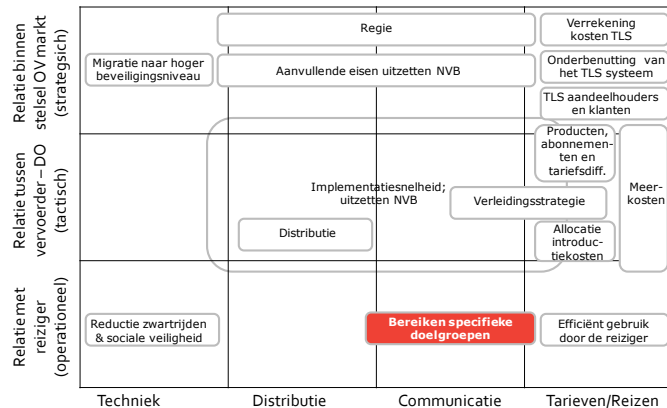 Relatie binnen
stelsel OV markt
(strategsich)
Regie
Verrekening
kosten TLS
Migratie naar hoger
beveiligingsniveau
Aanvullende eisen uitzetten NVB
Onderbenutting van
het TLS systeem
TLS aandeelhouders
en klanten
Relatie tussen
vervoerder – DO
(tactisch)
Producten,
abonnemen-
ten en
tariefsdiff.
Meer-
kosten
Implementatiesnelheid;
uitzetten NVB
Verleidingsstrategie
Distributie
Allocatie
introduc-
tiekosten
Relatie met
reiziger
(operationeel)
Reductie zwartrijden
& sociale veiligheid
Bereiken specifieke
doelgroepen
Efficiënt gebruik
door de reiziger
Techniek
Distributie
Communicatie
Tarieven/Reizen